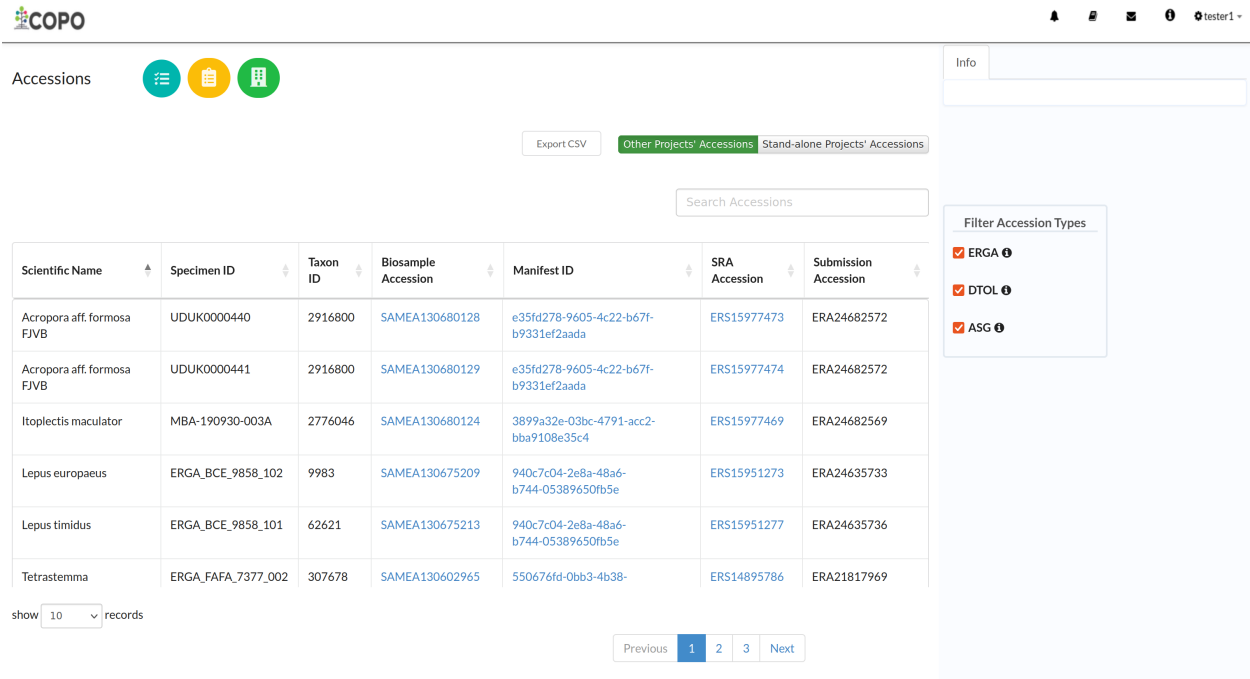 COPO
tester1
Accessions
Info
Export CSV
Other Projects' Accessions
Stand-alone Projects' Accessions
Search Accessions
Filter Accession Types
ERGA
DTOL
ASG
Scientific Name
Specimen ID
Taxon
ID
Biosample
Accession
Manifest ID
SRA
Accession
Submission
Accession
Acropora aff. formosa
FJVB
UDUK0000440
2916800
SAMEA130680128
e35fd278-9605-4c22-b67f-
b9331ef2aada
ERS15977473
ERA24682572
Acropora aff. formosa
FJVB
UDUK0000441
2916800
SAMEA130680129
e35fd278-9605-4c22-b67f-
b9331ef2aada
ERS15977474
ERA24682572
Itoplectis maculator
MBA-190930-003A
2776046
SAMEA130680124
3899a32e-03bc-4791-acc2-
bba9108e35c4
ERS15977469
ERA24682569
Lepus europaeus
ERGA_BCE_9858_102
9983
SAMEA130675209
940c7c04-2e8a-48a6-
b744-05389650fb5e
ERS15951273
ERA24635733
Lepus timidus
ERGA_BCE_9858_101
62621
SAMEA130675213
940c7c04-2e8a-48a6-
b744-05389650fb5e
ERS15951277
ERA24635736
Tetrastemma
ERGA_FAFA_7377_002
307678
SAMEA130602965
550676fd-0bb3-4b38-
ERS14895786
ERA21817969
show 10 records
Previous 1 2 3 Next